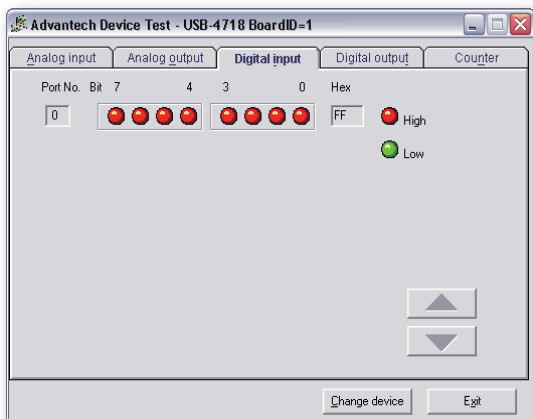 Advantech Device Test - USB-4718 BoardID=1
Analog input Analog output Digital input Digital output Counter
Port No. Bit 7 4 3 0 Hex
0 FF High
Low
Change device Exit